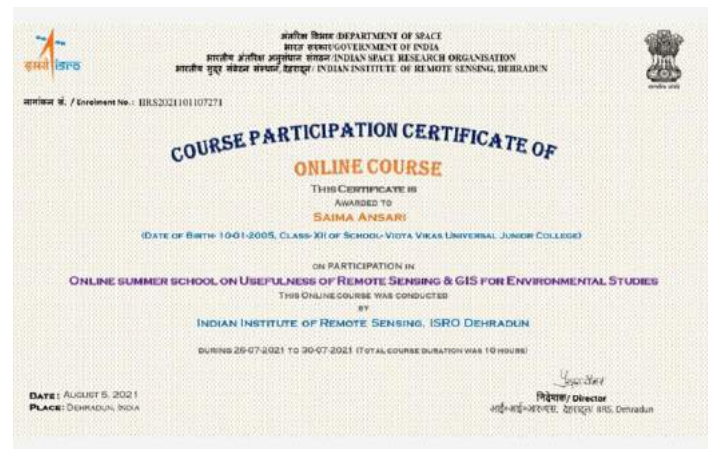 अंतरिक्ष विभाग /DEPARTMENT OF SPACE
भारत सरकार/GOVERNMENT OF INDIA
भारतीय अंतरिक्ष अनुसंधान संगठन /INDIAN SPACE RESEARCH ORGANISATION
भारतीय सुदूर संवेदन संस्थान, देहरादून / INDIAN INSTITUTE OF REMOTE SENSING, DEHRADUN
इसरो isro
नामांकन सं. / Enrolment No.: IIRS2021101107271
COURSE PARTICIPATION CERTIFICATE OF
ONLINE COURSE
THIS CERTIFICATE IS
AWARDED TO
SAIMA ANSARI
(DATE OF BIRTH- 10-01-2005, CLASS- XII OF SCHOOL- VIDYA VIKAS UNIVERSAL JUNIOR COLLEGE)
ON PARTICIPATION IN
ONLINE SUMMER SCHOOL ON USEFULNESS OF REMOTE SENSING & GIS FOR ENVIRONMENTAL STUDIES
THIS ONLINE COURSE WAS CONDUCTED
BY
INDIAN INSTITUTE OF REMOTE SENSING, ISRO DEHRADUN
DURING 26-07-2021 TO 30-07-2021 (TOTAL COURSE DURATION WAS 10 HOURS)
DATE: AUGUST 5, 2021
PLACE: DEHRADUN, INDIA
निदेशक/ Director
आई॰आई॰आर॰एस, देहरादून/ IIRS, Dehradun